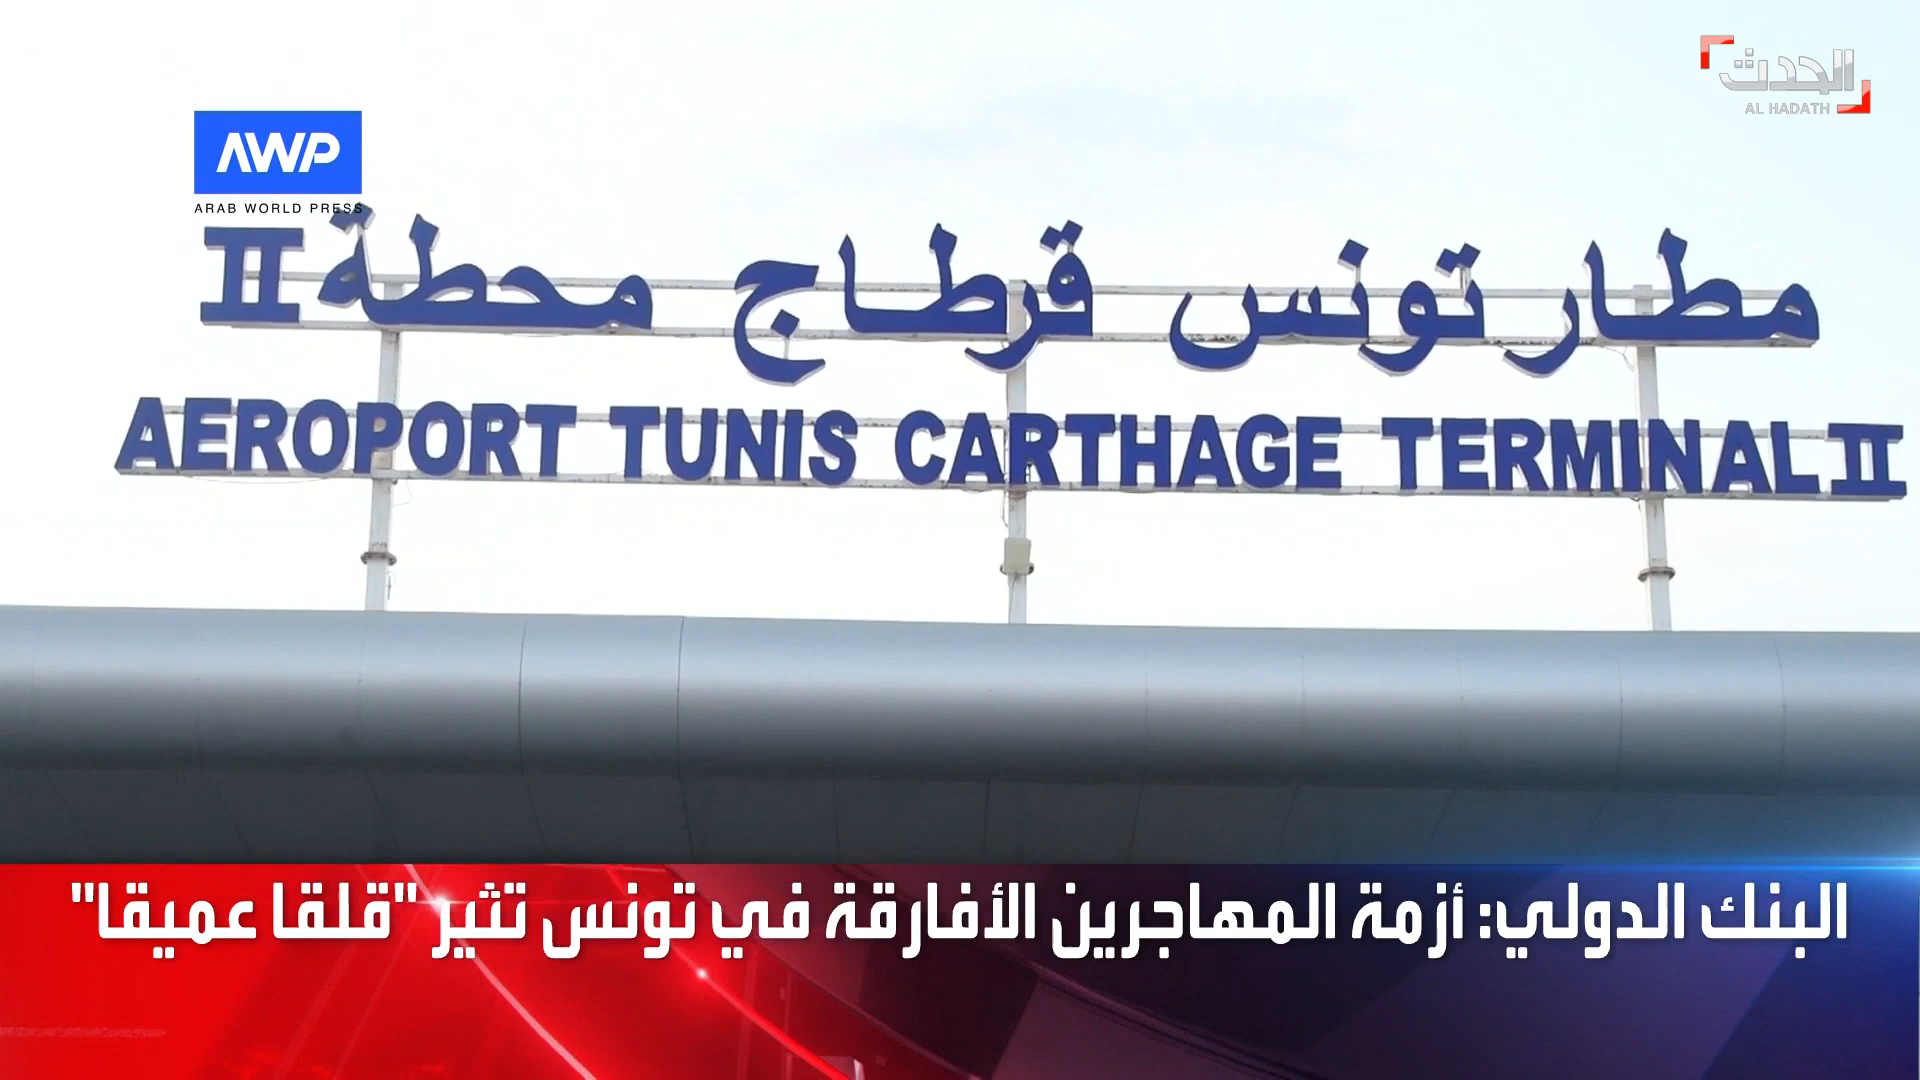 الحدث
AL HADATH
AWP
ARAB WORLD PRESS
مطار تونس قرطاج محطة II
AEROPORT TUNIS CARTHAGE TERMINAL II
البنك الدولي: أزمة المهاجرين الأفارقة في تونس تثير "قلقا عميقا"